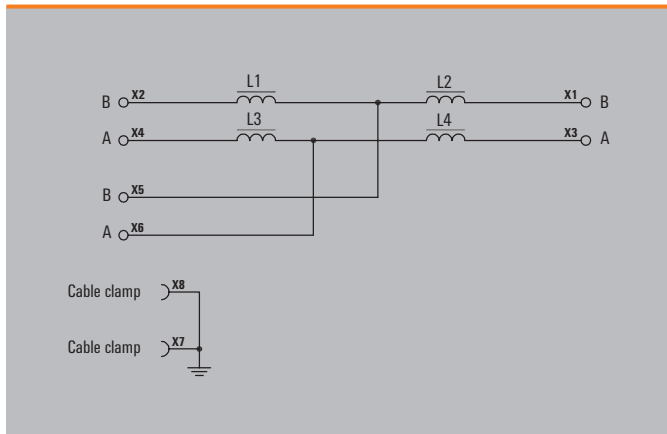 L1 L2
B X2 X1 B
L3 L4
A X4 X3 A
B X5
A X6
Cable clamp X8
Cable clamp X7